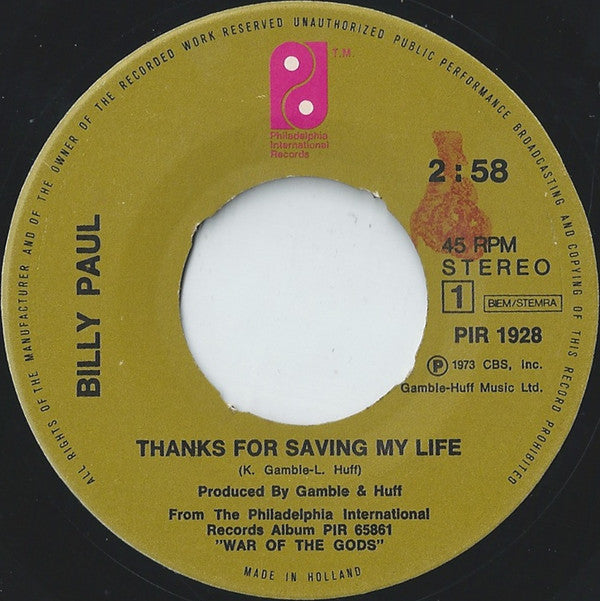 ALL RIGHTS OF THE MANUFACTURER AND OF THE OWNER OF THE RECORDED WORK RESERVED UNAUTHORIZED PUBLIC PERFORMANCE BROADCASTING AND COPYING OF THIS RECORD PROHIBITED
T.M.
Philadelphia
International
Records
BILLY PAUL
2:58
45 RPM
STEREO
1 BIEM/STEMRA
PIR 1928
Ⓟ 1973 CBS, Inc.
Gamble-Huff Music Ltd.
THANKS FOR SAVING MY LIFE
(K. Gamble-L. Huff)
Produced By Gamble & Huff
From The Philadelphia International
Records Album PIR 65861
"WAR OF THE GODS"
MADE IN HOLLAND